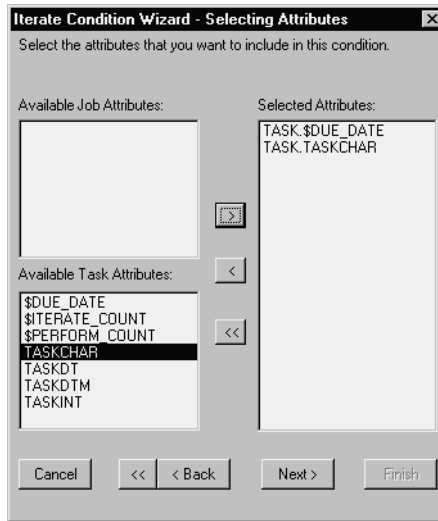 Iterate Condition Wizard - Selecting Attributes
Select the attributes that you want to include in this condition.
Available Job Attributes:
Selected Attributes:
TASK.$DUE_DATE
TASK.TASKCHAR
>
<
<<
Available Task Attributes:
$DUE_DATE
$ITERATE_COUNT
$PERFORM_COUNT
TASKCHAR
TASKDT
TASKDTM
TASKINT
Cancel << < Back Next > Finish